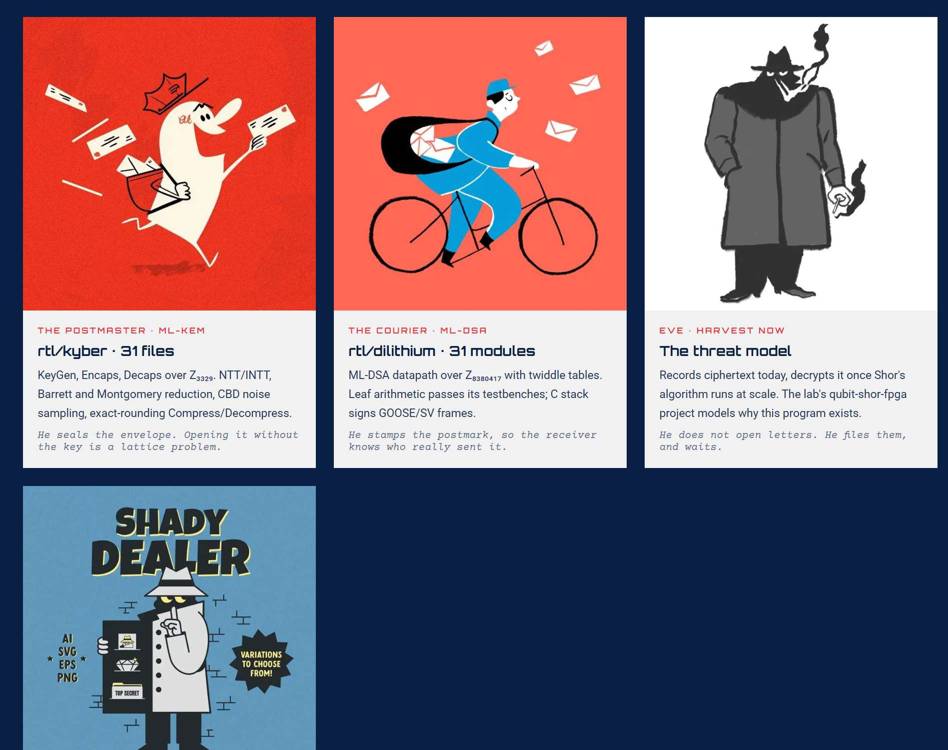 THE POSTMASTER · ML-KEM
rtl/kyber · 31 files
KeyGen, Encaps, Decaps over Z₃₃₂₉. NTT/INTT,
Barrett and Montgomery reduction, CBD noise
sampling, exact-rounding Compress/Decompress.
He seals the envelope. Opening it without
the key is a lattice problem.
THE COURIER · ML-DSA
rtl/dilithium · 31 modules
ML-DSA datapath over Z₈₃₈₀₄₁₇ with twiddle tables.
Leaf arithmetic passes its testbenches; C stack
signs GOOSE/SV frames.
He stamps the postmark, so the receiver
knows who really sent it.
EVE · HARVEST NOW
The threat model
Records ciphertext today, decrypts it once Shor's
algorithm runs at scale. The lab's qubit-shor-fpga
project models why this program exists.
He does not open letters. He files them,
and waits.
SHADY
DEALER
AI
SVG
EPS
PNG
TOP SECRET
VARIATIONS
TO CHOOSE
FROM!